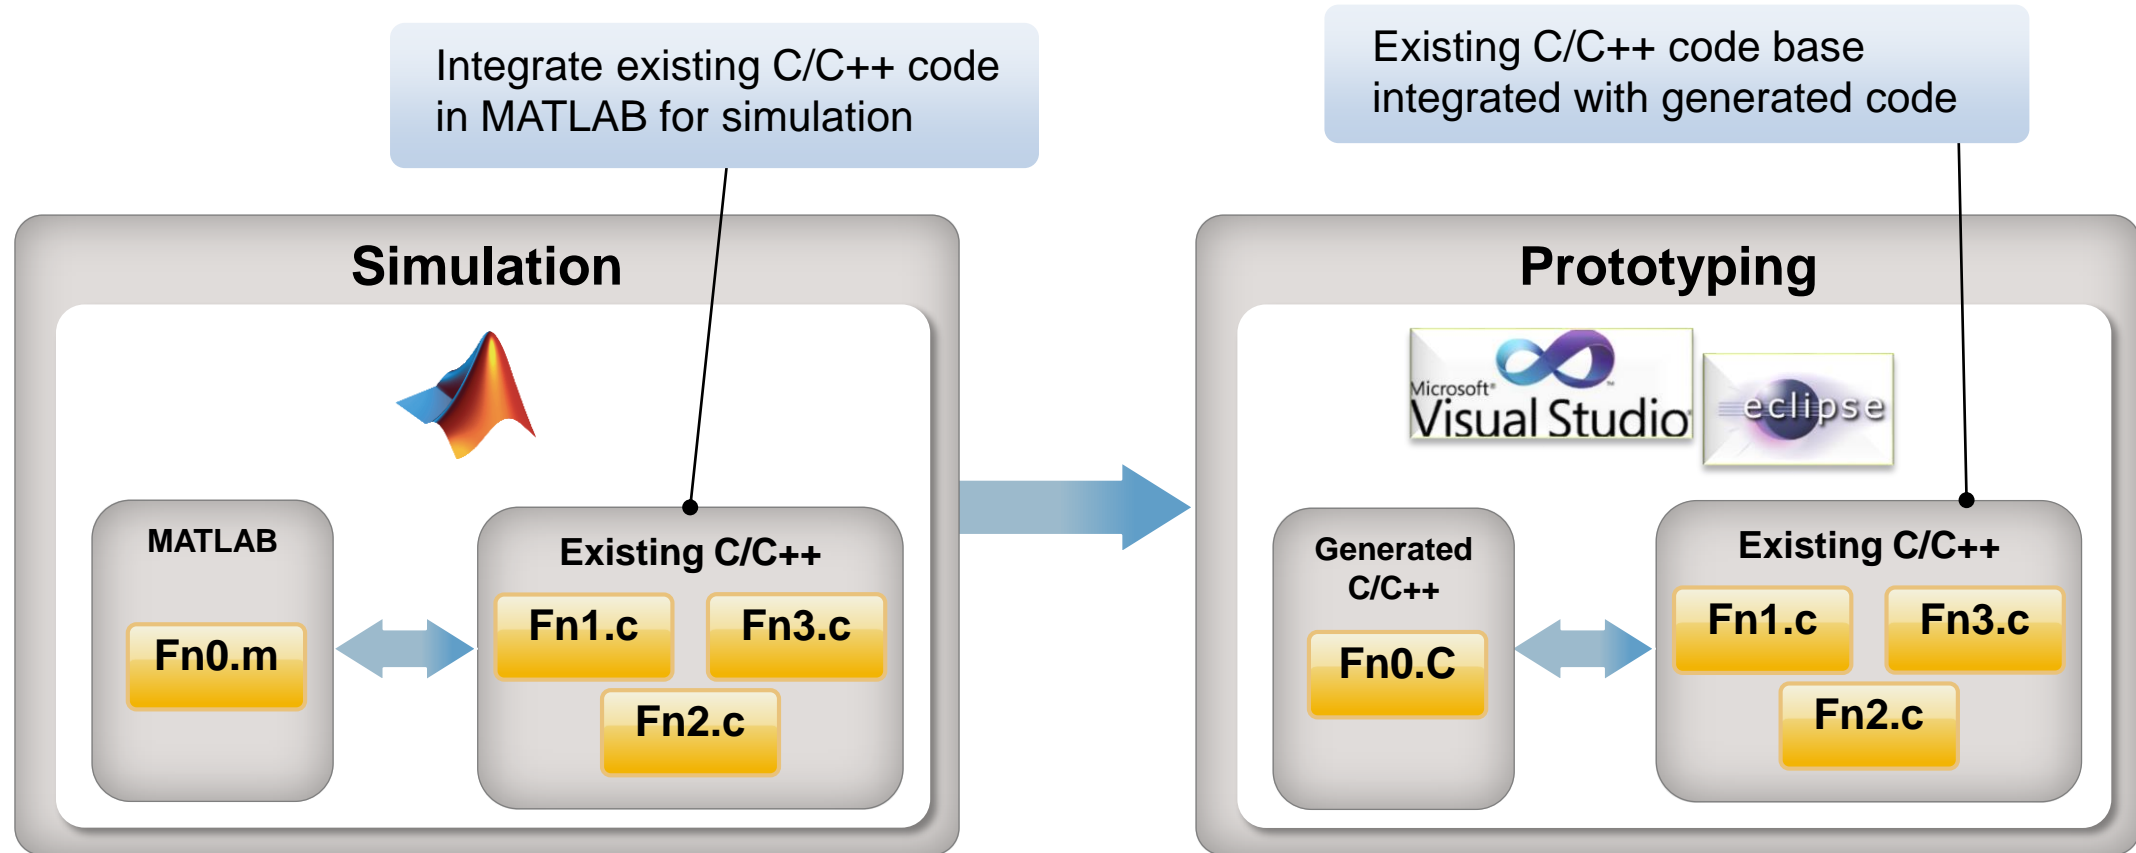 Integrate existing C/C++ code
in MATLAB for simulation
Existing C/C++ code base
integrated with generated code
Simulation
MATLAB
Fn0.m
Existing C/C++
Fn1.c
Fn3.c
Fn2.c
Prototyping
Microsoft®
Visual Studio
eclipse
Generated
C/C++
Fn0.C
Existing C/C++
Fn1.c
Fn3.c
Fn2.c